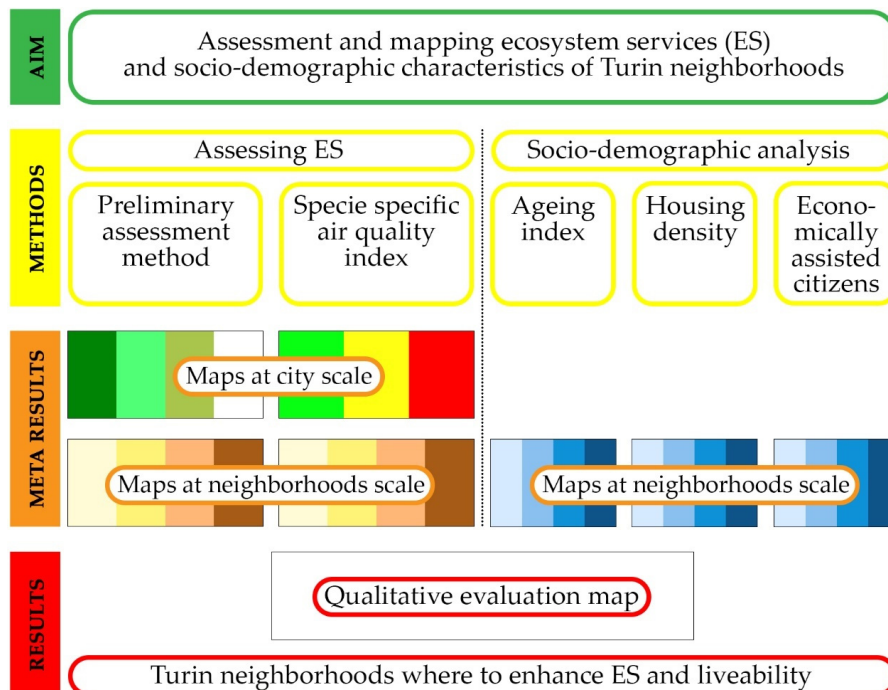 AIM
Assessment and mapping ecosystem services (ES)
and socio-demographic characteristics of Turin neighborhoods
METHODS
Assessing ES
Socio-demographic analysis
Preliminary
assessment
method
Specie specific
air quality
index
Ageing
index
Housing
density
Econo-
mically
assisted
citizens
META RESULTS
Maps at city scale
Maps at neighborhoods scale
Maps at neighborhoods scale
RESULTS
Qualitative evaluation map
Turin neighborhoods where to enhance ES and liveability